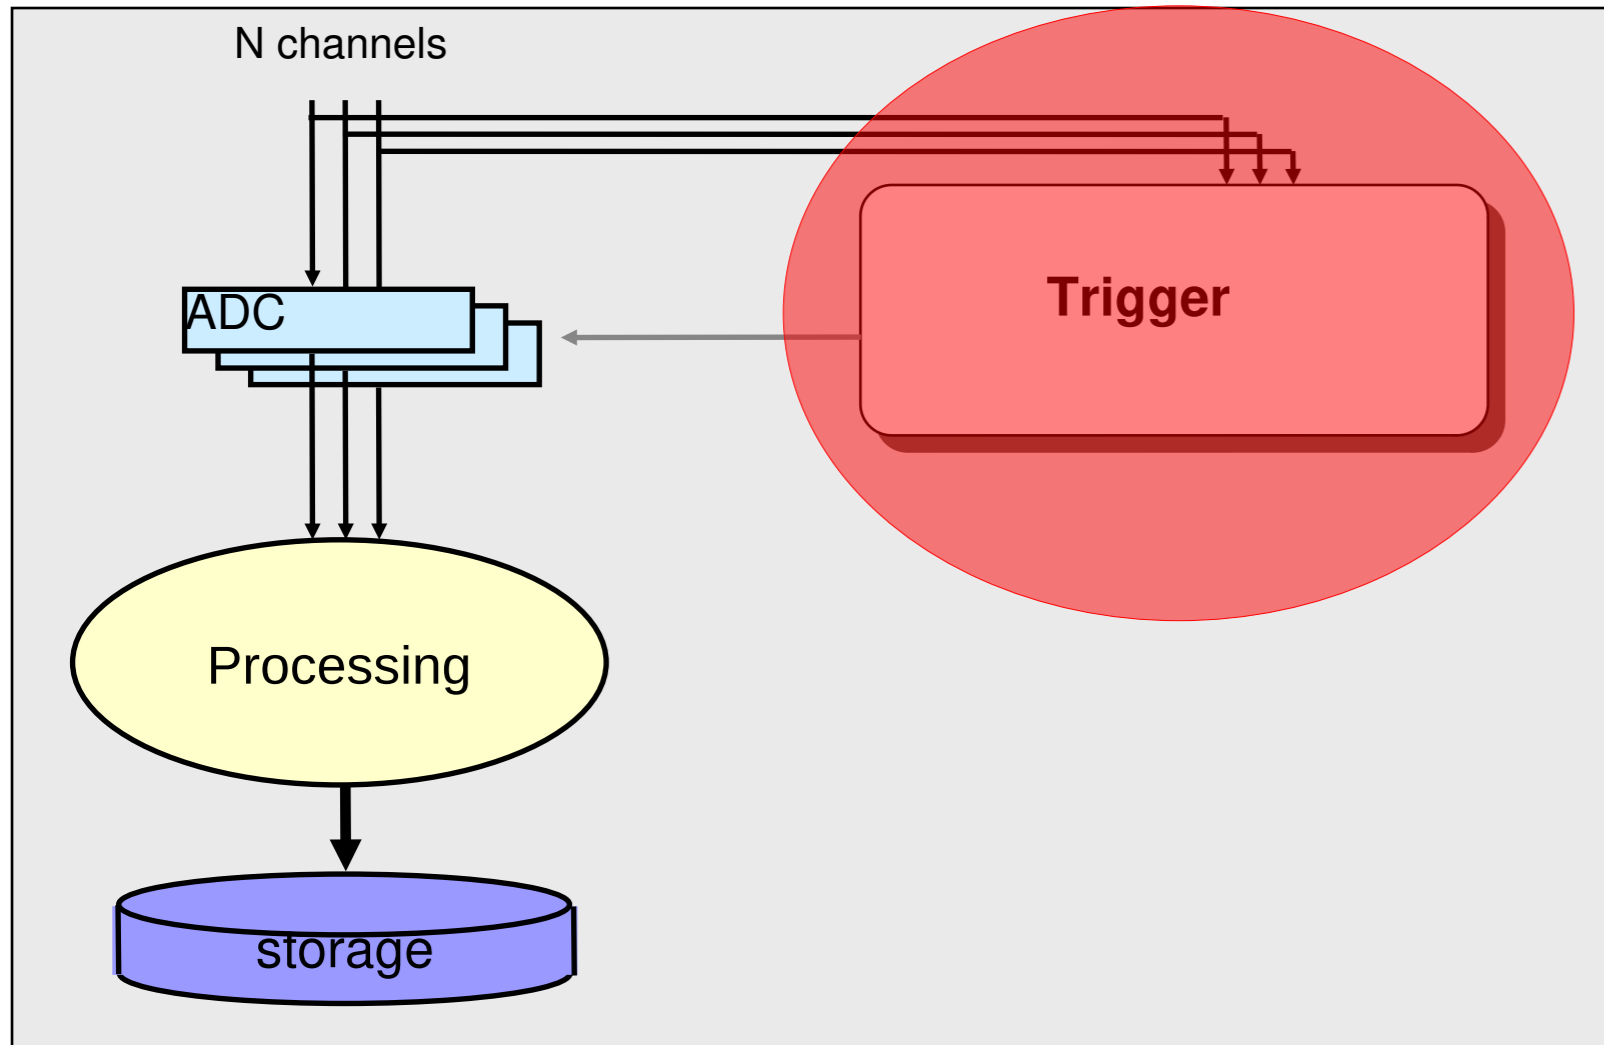 N channels
ADC
Trigger
Processing
storage